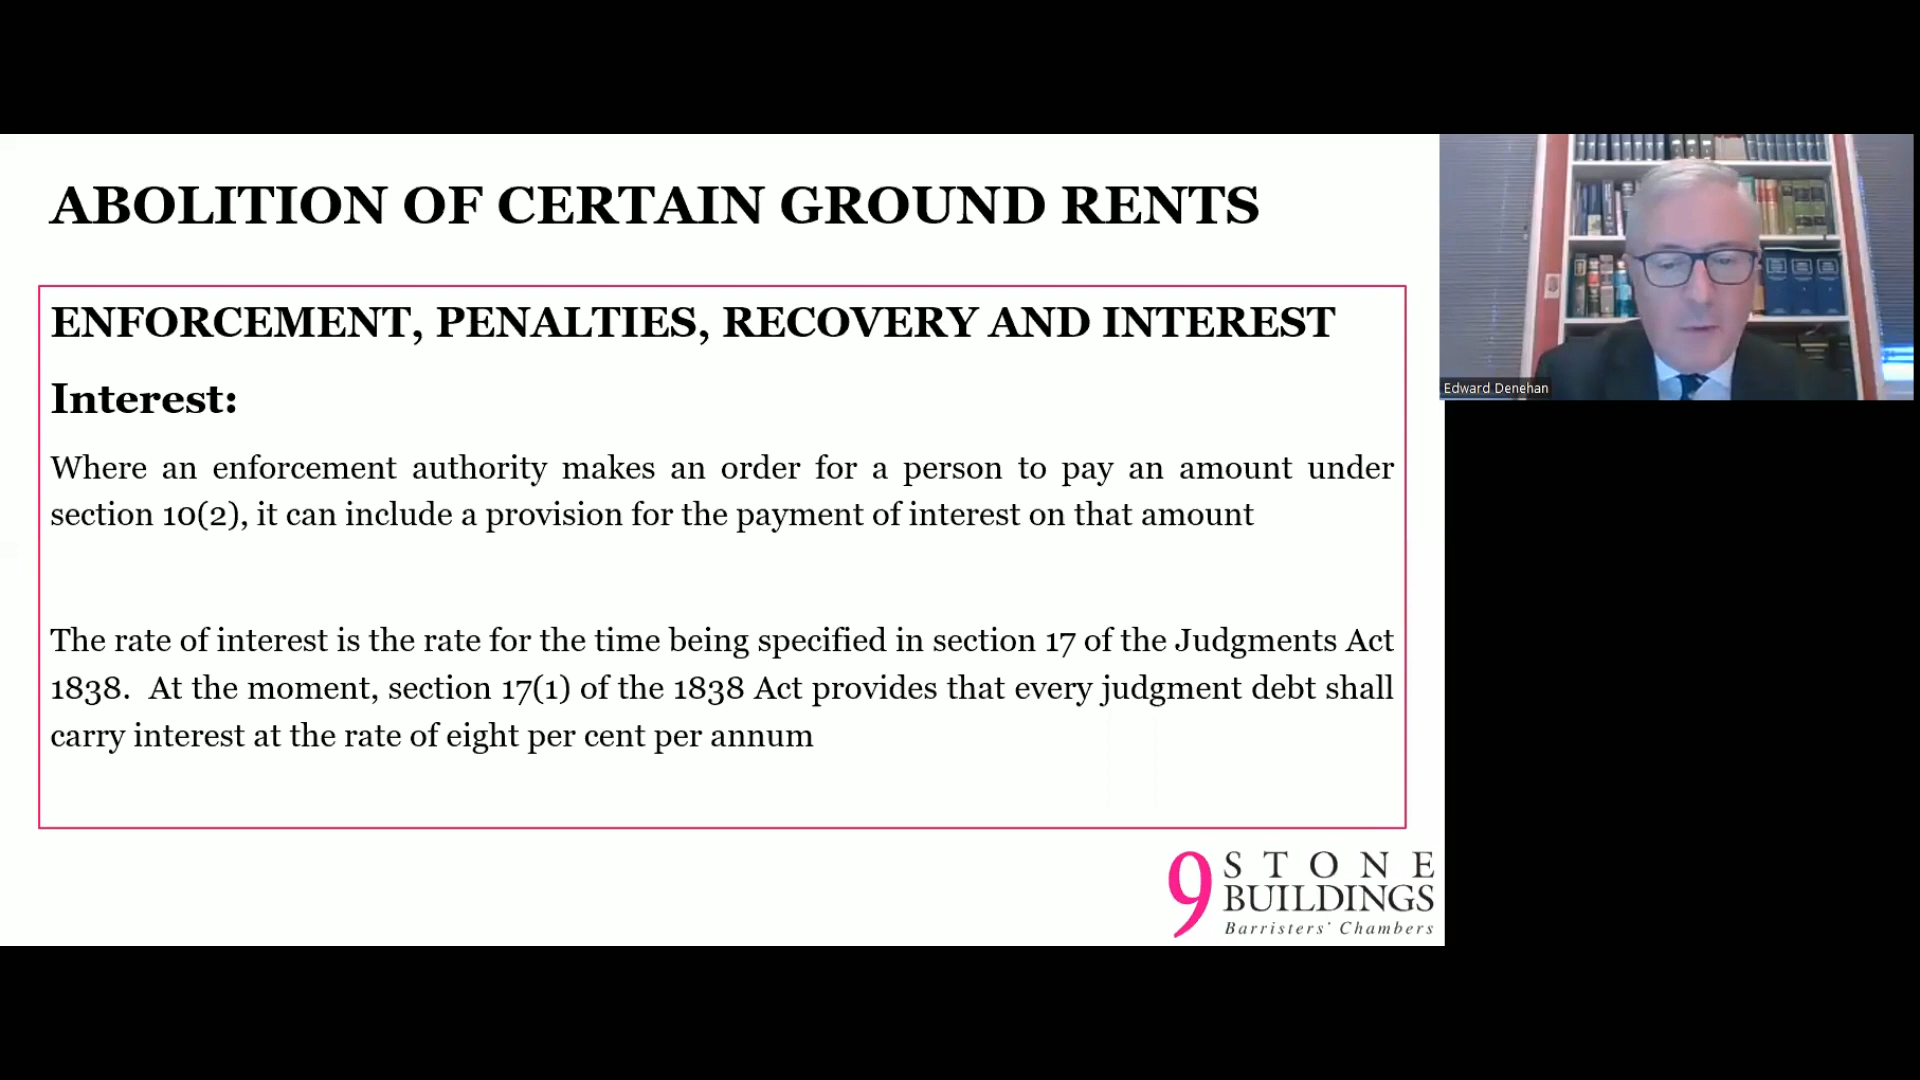 ABOLITION OF CERTAIN GROUND RENTS
ENFORCEMENT, PENALTIES, RECOVERY AND INTEREST
Interest:
Where an enforcement authority makes an order for a person to pay an amount under
section 10(2), it can include a provision for the payment of interest on that amount
The rate of interest is the rate for the time being specified in section 17 of the Judgments Act
1838. At the moment, section 17(1) of the 1838 Act provides that every judgment debt shall
carry interest at the rate of eight per cent per annum
9 STONE
BUILDINGS
Barristers' Chambers
Edward Denehan